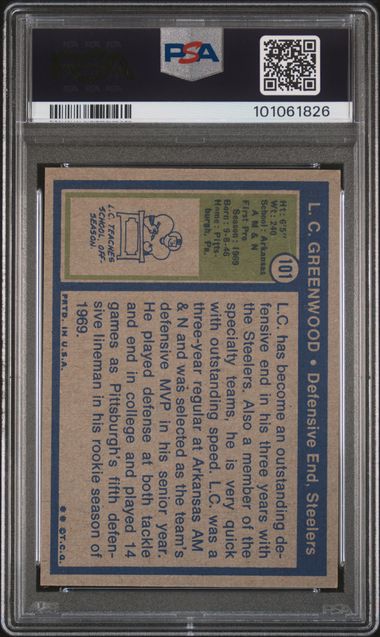 PSA
101061826
L. C. GREENWOOD • Defensive End, Steelers
101
Ht: 6'5"
Wt: 240
School: Arkansas
A M & N
First Pro
Season: 1969
Born: 9-8-46
Home: Pitts-
burgh, Pa.
L.C. TEACHES
SCHOOL OFF-
SEASON.
L.C. has become an outstanding de-
fensive end in his three years with
the Steelers. Also a member of the
specialty teams, he is very quick
with outstanding speed. L.C. was a
three-year regular at Arkansas AM
& N and was selected as the team's
defensive MVP in his senior year.
He played defense at both tackle
and end in college and played 14
games as Pittsburgh's fifth defen-
sive lineman in his rookie season of
1969.
© ® T.C.G.
PRTD. IN U.S.A.